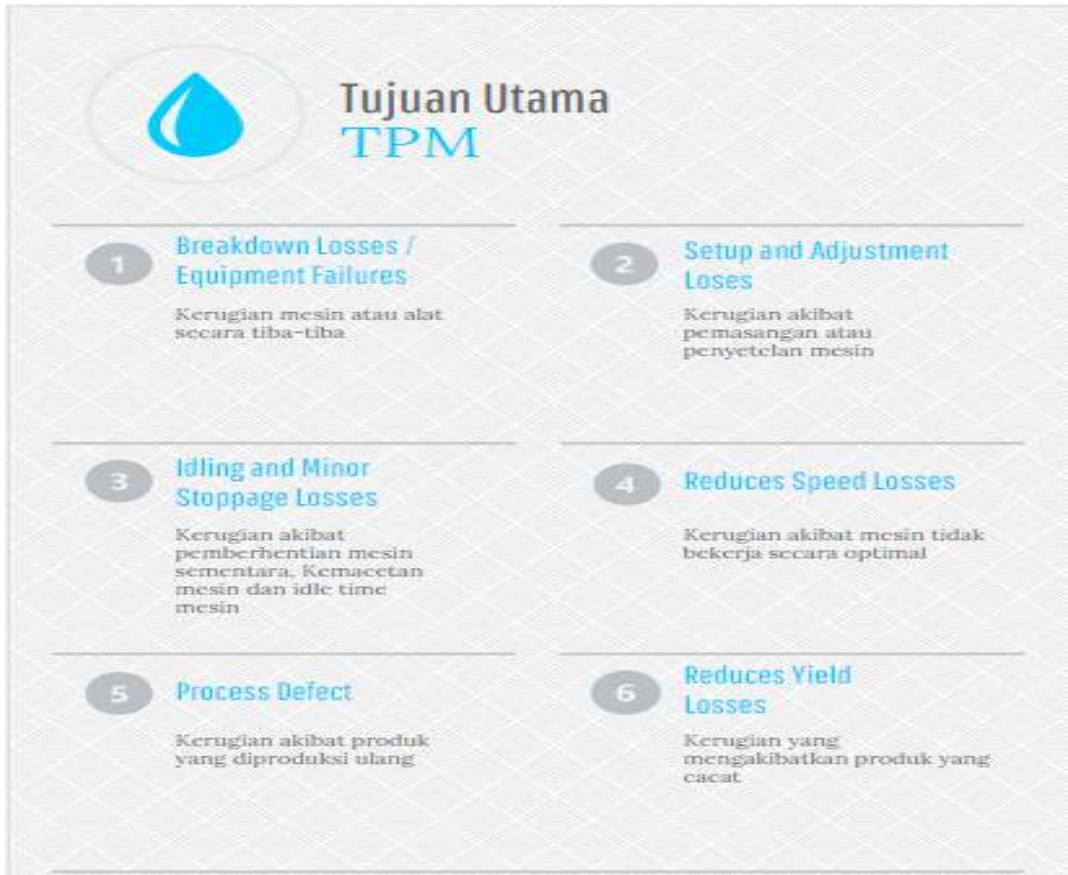 Tujuan Utama
TPM
1
Breakdown Losses /
Equipment Failures
Kerugian mesin atau alat
secara tiba-tiba
2
Setup and Adjustment
Loses
Kerugian akibat
pemasangan atau
penyetelan mesin
3
Idling and Minor
Stoppage Losses
Kerugian akibat
pemberhentian mesin
sementara, Kemacetan
mesin dan idle time
mesin
4
Reduces Speed Losses
Kerugian akibat mesin tidak
bekerja secara optimal
5
Process Defect
Kerugian akibat produk
yang diproduksi ulang
6
Reduces Yield
Losses
Kerugian yang
mengakibatkan produk yang
cacat